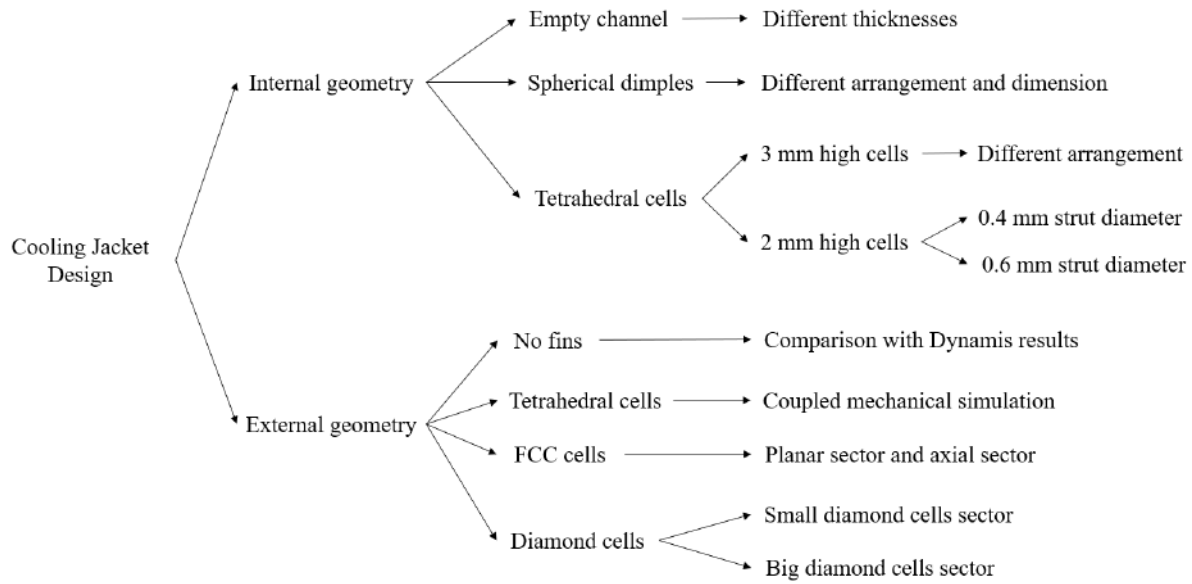 Empty channel
Different thicknesses
Internal geometry
Spherical dimples
Different arrangement and dimension
3 mm high cells
Different arrangement
Tetrahedral cells
0.4 mm strut diameter
2 mm high cells
0.6 mm strut diameter
Cooling Jacket
Design
No fins
Comparison with Dynamis results
Tetrahedral cells
Coupled mechanical simulation
External geometry
FCC cells
Planar sector and axial sector
Small diamond cells sector
Diamond cells
Big diamond cells sector